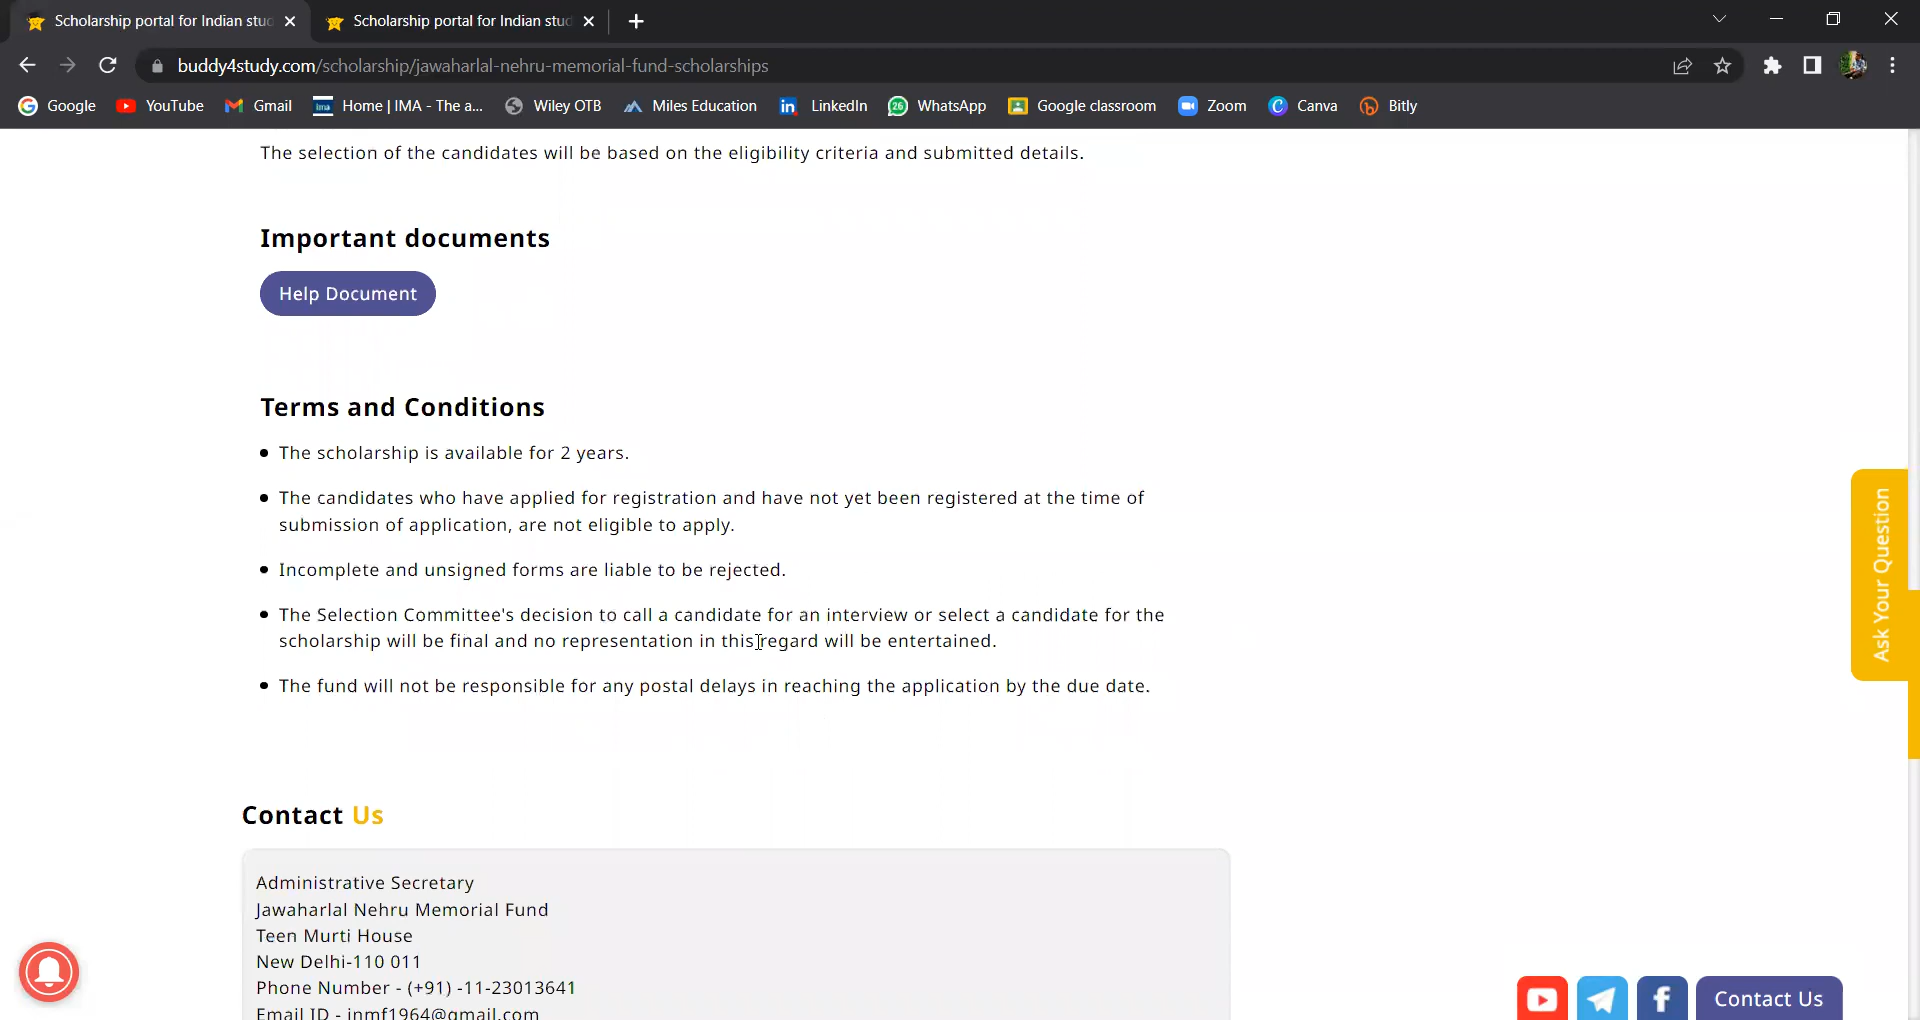 Scholarship portal for Indian stu
Scholarship portal for Indian stud
buddy4study.com/scholarship/jawaharlal-nehru-memorial-fund-scholarships
Google
YouTube
Gmail
Home | IMA - The a...
Wiley OTB
Miles Education
LinkedIn
26
WhatsApp
Google classroom
Zoom
Canva
Bitly
The selection of the candidates will be based on the eligibility criteria and submitted details.
Important documents
Help Document
Terms and Conditions
The scholarship is available for 2 years.
The candidates who have applied for registration and have not yet been registered at the time of
submission of application, are not eligible to apply.
Incomplete and unsigned forms are liable to be rejected.
The Selection Committee's decision to call a candidate for an interview or select a candidate for the
scholarship will be final and no representation in this regard will be entertained.
The fund will not be responsible for any postal delays in reaching the application by the due date.
Ask Your Question
Contact Us
Administrative Secretary
Jawaharlal Nehru Memorial Fund
Teen Murti House
New Delhi-110 011
Phone Number - (+91) -11-23013641
Email ID - jnmf1964@gmail.com
Contact Us